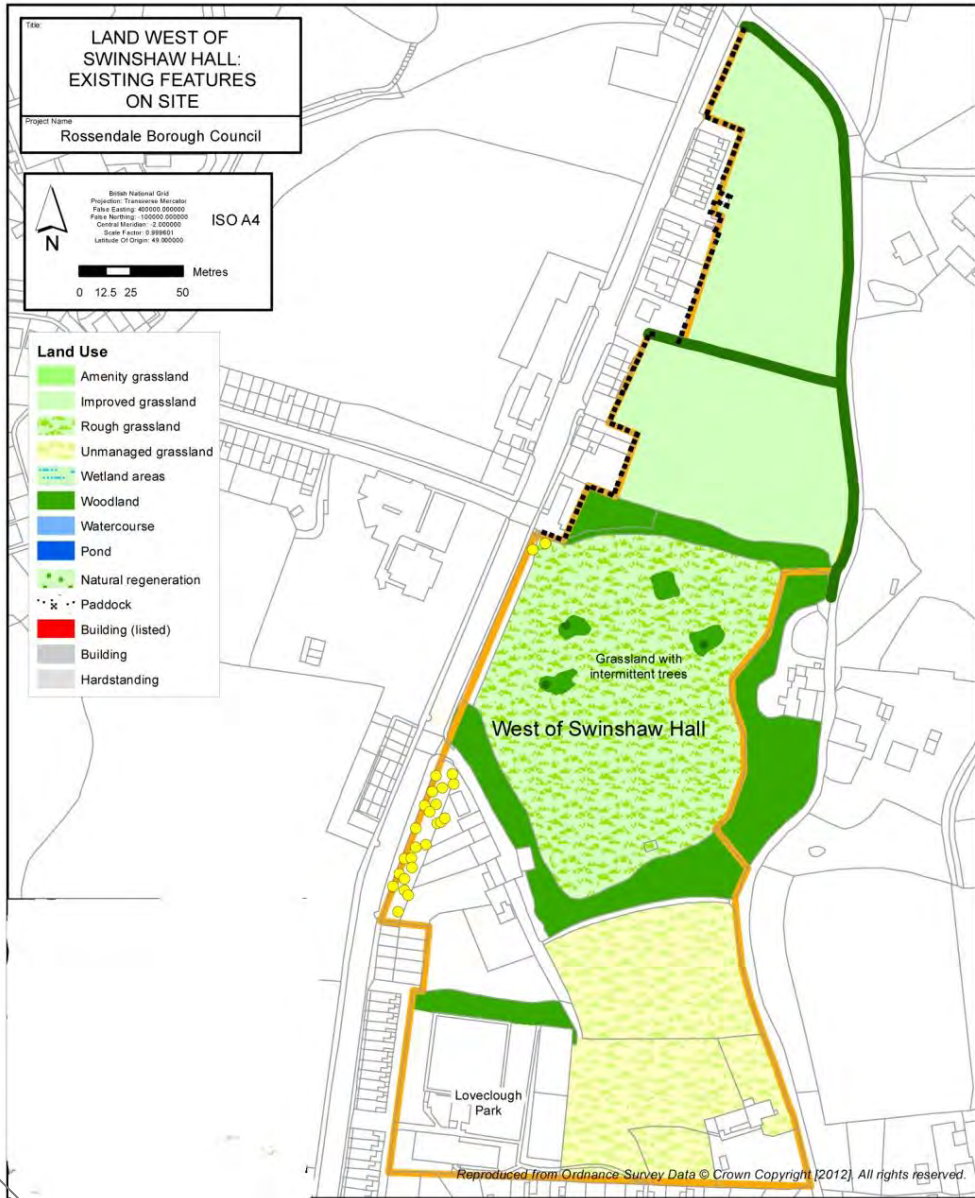 Title:
LAND WEST OF
SWINSHAW HALL:
EXISTING FEATURES
ON SITE
Project Name
Rossendale Borough Council
British National Grid
Projection: Transverse Mercator
False Easting: 400000.000000
False Northing: -100000.000000
Central Meridian: -2.000000
Scale Factor: 0.999601
Latitude Of Origin: 49.000000
ISO A4
N
Metres
0 12.5 25 50
Land Use
Amenity grassland
Improved grassland
Rough grassland
Unmanaged grassland
Wetland areas
Woodland
Watercourse
Pond
Natural regeneration
Paddock
Building (listed)
Building
Hardstanding
Grassland with
intermittent trees
West of Swinshaw Hall
Loveclough
Park
Reproduced from Ordnance Survey Data © Crown Copyright [2012]. All rights reserved.